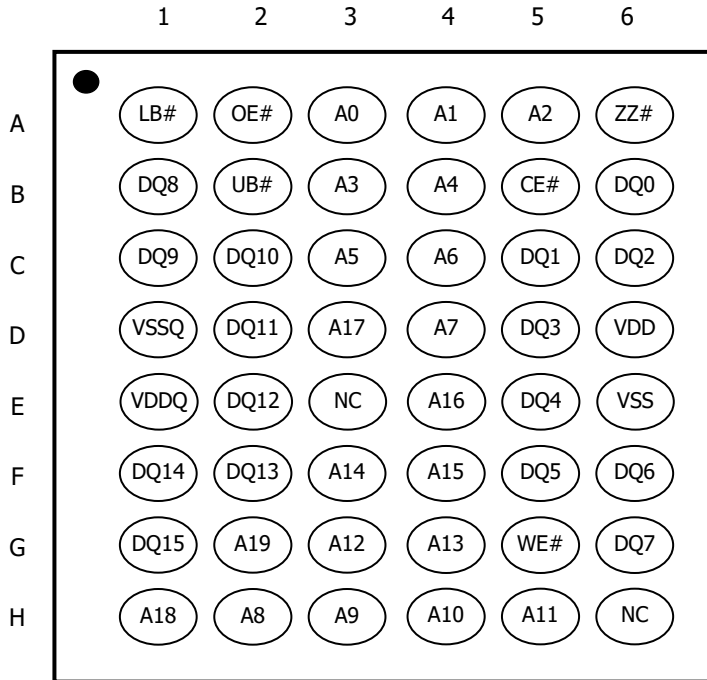 1 2 3 4 5 6
A LB# OE# A0 A1 A2 ZZ#
B DQ8 UB# A3 A4 CE# DQ0
C DQ9 DQ10 A5 A6 DQ1 DQ2
D VSSQ DQ11 A17 A7 DQ3 VDD
E VDDQ DQ12 NC A16 DQ4 VSS
F DQ14 DQ13 A14 A15 DQ5 DQ6
G DQ15 A19 A12 A13 WE# DQ7
H A18 A8 A9 A10 A11 NC